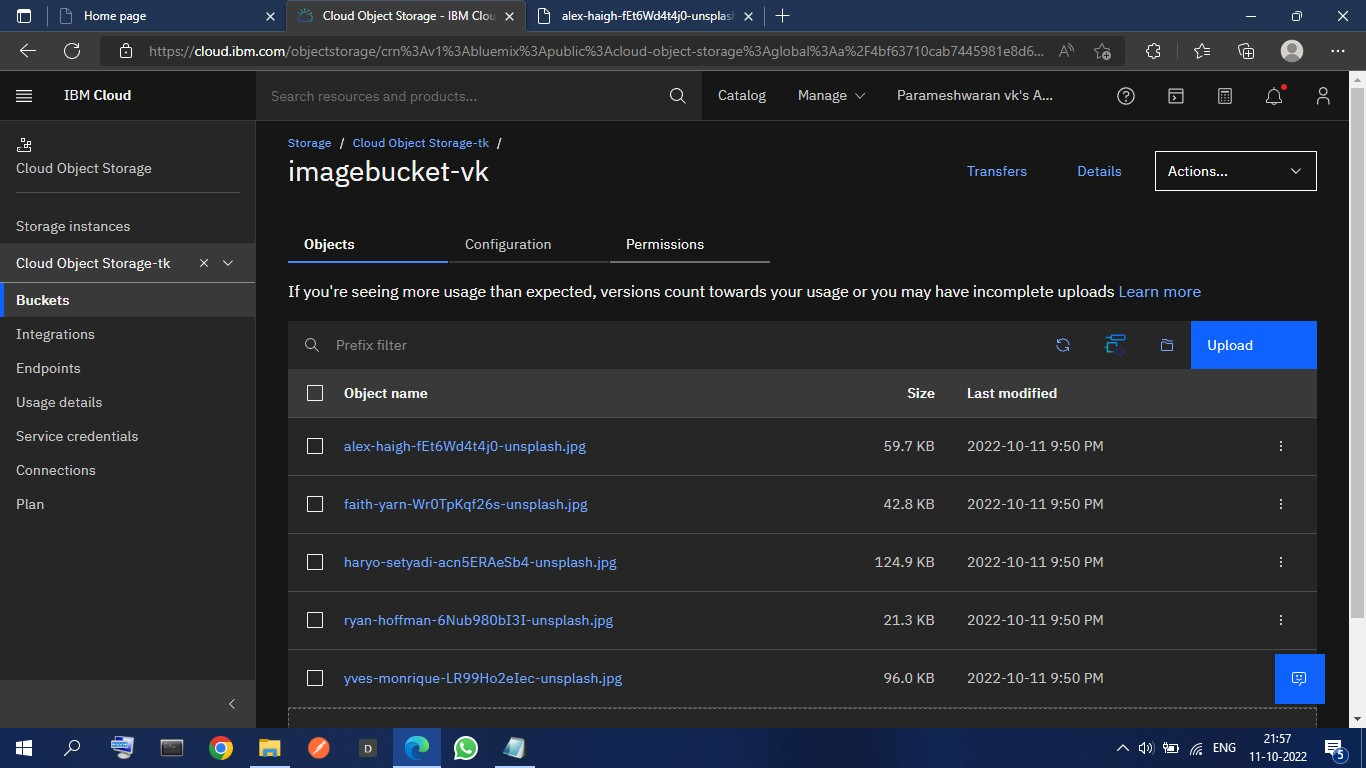 Home page
Cloud Object Storage - IBM Clou
alex-haigh-fEt6Wd4t4j0-unsplas
https://cloud.ibm.com/objectstorage/crn%3Av1%3Abluemix%3Apublic%3Acloud-object-storage%3Aglobal%3Aa%2F4bf63710cab7445981e8d6...
IBM Cloud
Search resources and products...
Catalog
Manage
Parameshwaran vk's A...
Cloud Object Storage
Storage instances
Cloud Object Storage-tk
Buckets
Integrations
Endpoints
Usage details
Service credentials
Connections
Plan
Storage / Cloud Object Storage-tk /
imagebucket-vk
Transfers
Details
Actions...
Objects
Configuration
Permissions
If you're seeing more usage than expected, versions count towards your usage or you may have incomplete uploads Learn more
Prefix filter
Upload
Object name Size Last modified
alex-haigh-fEt6Wd4t4j0-unsplash.jpg 59.7 KB 2022-10-11 9:50 PM
faith-yarn-Wr0TpKqf26s-unsplash.jpg 42.8 KB 2022-10-11 9:50 PM
haryo-setyadi-acn5ERAeSb4-unsplash.jpg 124.9 KB 2022-10-11 9:50 PM
ryan-hoffman-6Nub980bI3I-unsplash.jpg 21.3 KB 2022-10-11 9:50 PM
yves-monrique-LR99Ho2eIec-unsplash.jpg 96.0 KB 2022-10-11 9:50 PM
D
ENG
21:57
11-10-2022
5